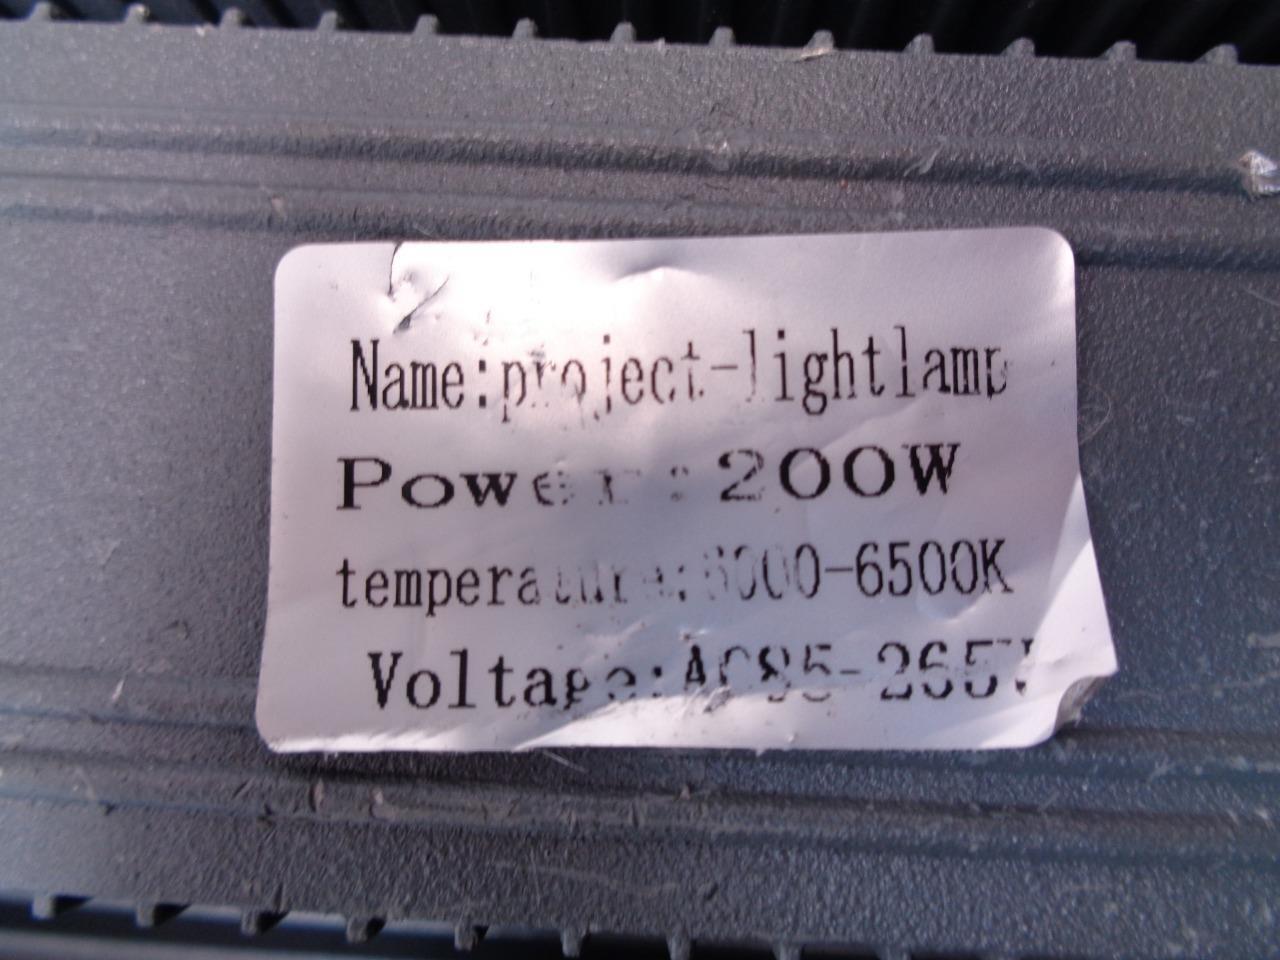 Name:project-lightlamp
Power:200W
temperature:6000-6500K
Voltage:AC85-265V